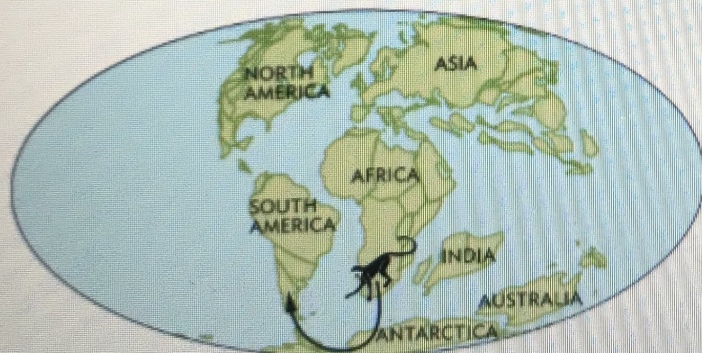 NORTH
AMERICA
ASIA
AFRICA
SOUTH
AMERICA
INDIA
AUSTRALIA
ANTARCTICA